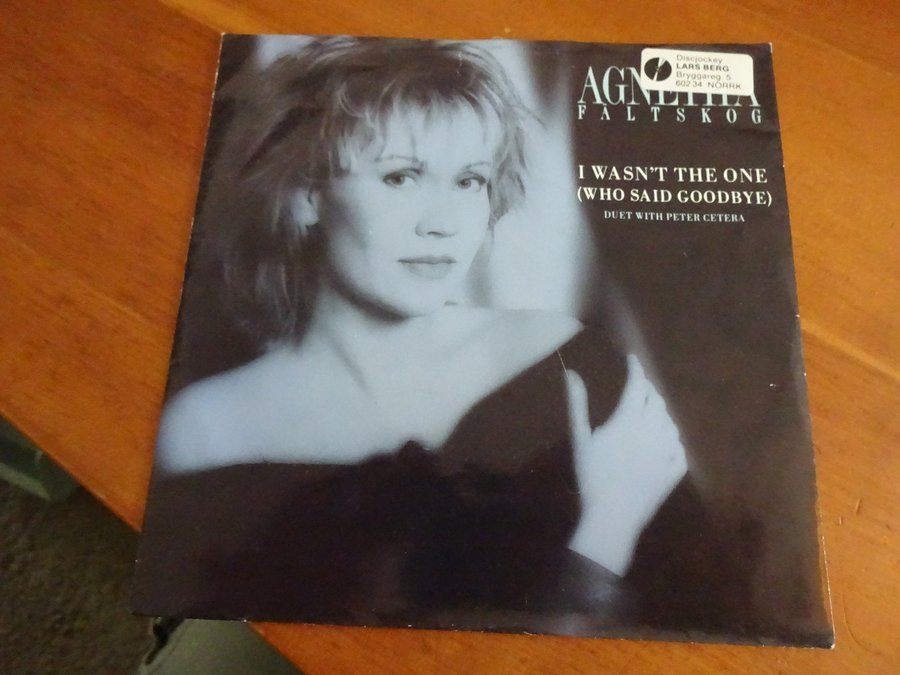 Discjockey
LARS BERG
Bryggareg. 5
602 34 NORRK
AGNETHA
FÄLTSKOG
I WASN'T THE ONE
(WHO SAID GOODBYE)
DUET WITH PETER CETERA